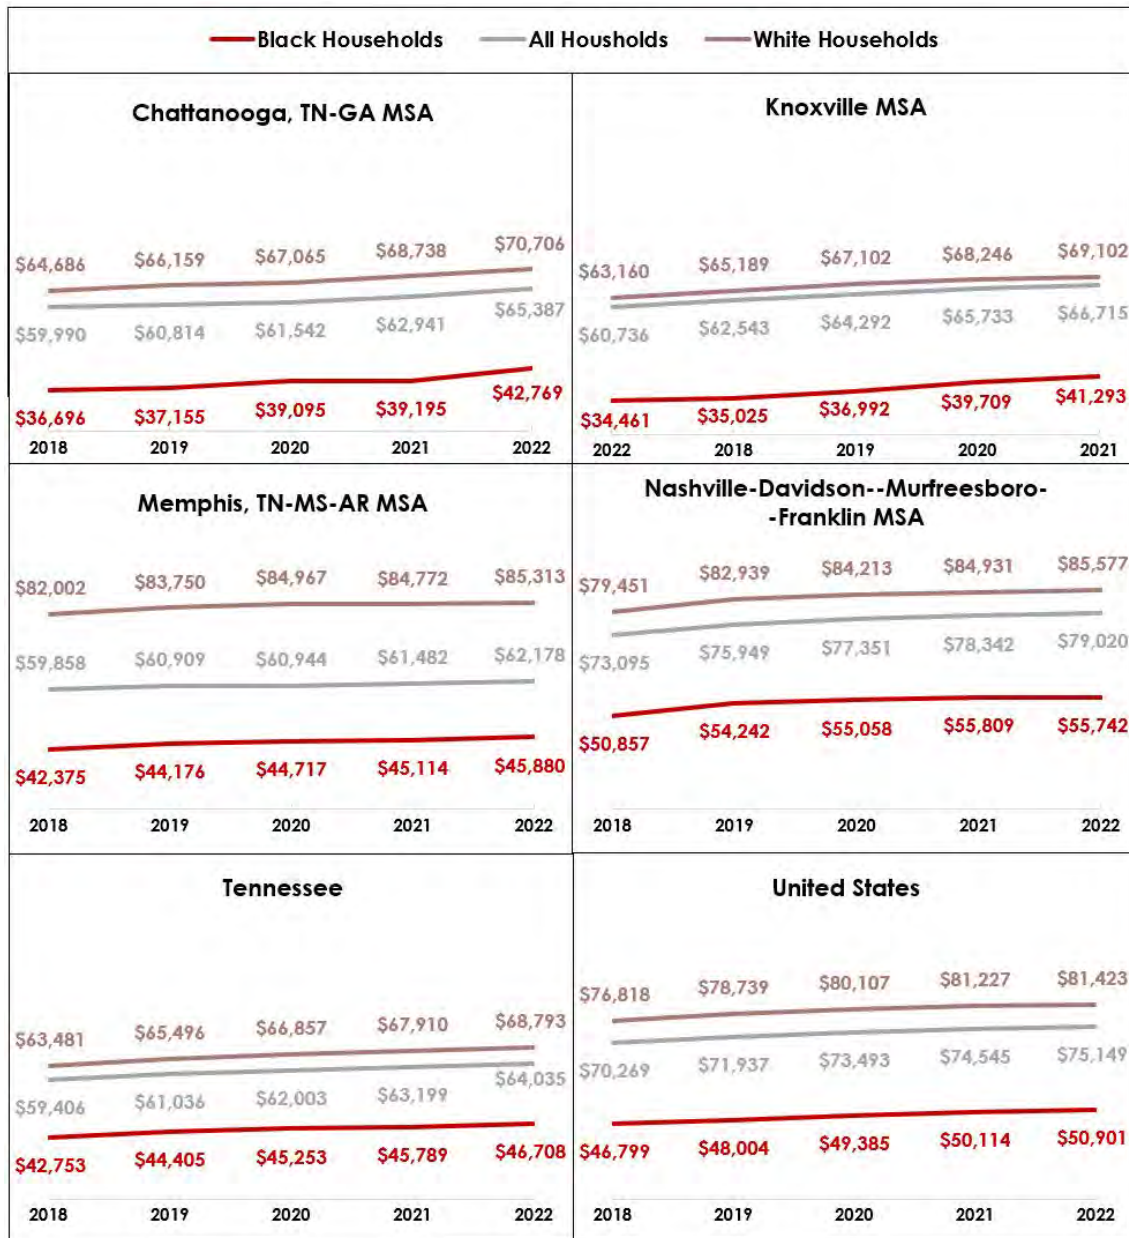 Black Households All Housholds White Households
Chattanooga, TN-GA MSA
$64,686 $66,159 $67,065 $68,738 $70,706
$59,990 $60,814 $61,542 $62,941 $65,387
$36,696 $37,155 $39,095 $39,195 $42,769
2018 2019 2020 2021 2022
Knoxville MSA
$63,160 $65,189 $67,102 $68,246 $69,102
$60,736 $62,543 $64,292 $65,733 $66,715
$34,461 $35,025 $36,992 $39,709 $41,293
2022 2018 2019 2020 2021
Memphis, TN-MS-AR MSA
$82,002 $83,750 $84,967 $84,772 $85,313
$59,858 $60,909 $60,944 $61,482 $62,178
$42,375 $44,176 $44,717 $45,114 $45,880
2018 2019 2020 2021 2022
Nashville-Davidson--Murfreesboro-
-Franklin MSA
$79,451 $82,939 $84,213 $84,931 $85,577
$73,095 $75,949 $77,351 $78,342 $79,020
$50,857 $54,242 $55,058 $55,809 $55,742
2018 2019 2020 2021 2022
Tennessee
$63,481 $65,496 $66,857 $67,910 $68,793
$59,406 $61,036 $62,003 $63,199 $64,035
$42,753 $44,405 $45,253 $45,789 $46,708
2018 2019 2020 2021 2022
United States
$76,818 $78,739 $80,107 $81,227 $81,423
$70,269 $71,937 $73,493 $74,545 $75,149
$46,799 $48,004 $49,385 $50,114 $50,901
2018 2019 2020 2021 2022